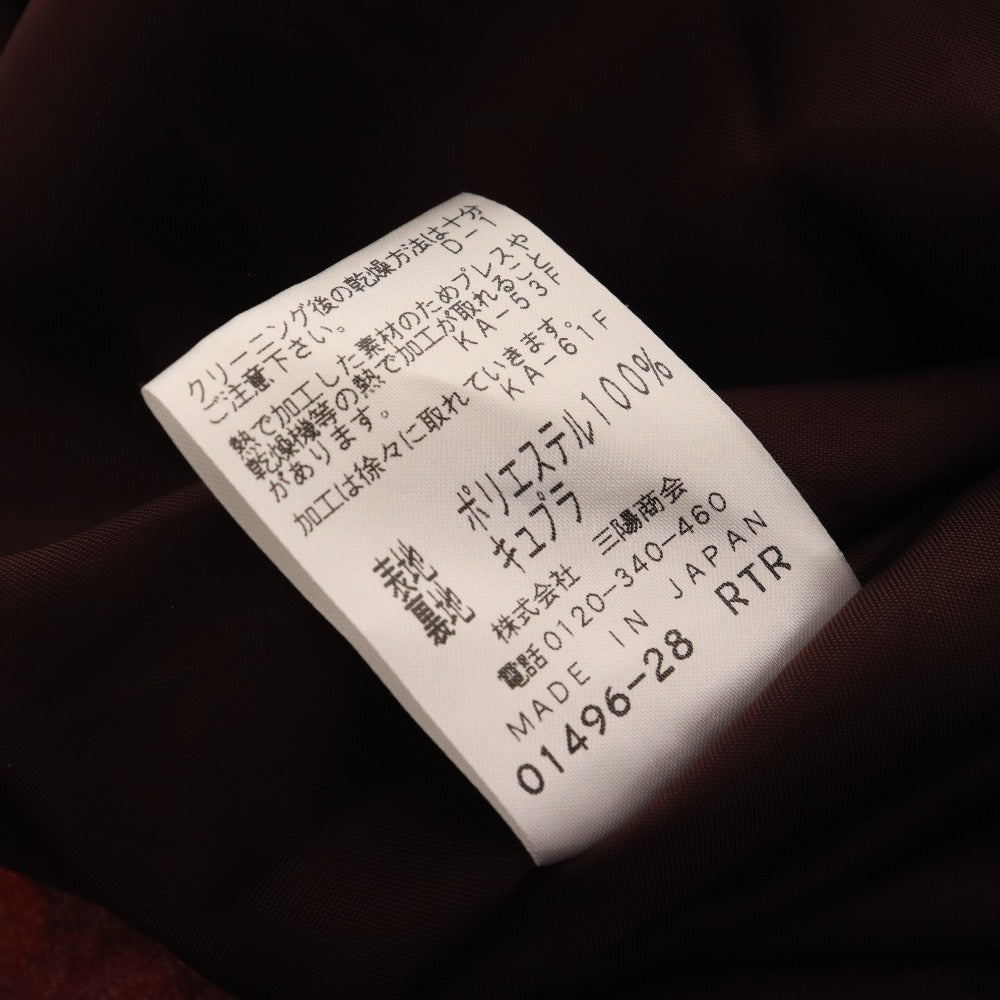 クリーニング後の乾燥方法は十分
ご注意下さい。 D-1
熱で加工した素材のためプレスや
乾燥機等の熱で加工が取れること
があります。 KA-53F
加工は徐々に取れていきます。
KA-61F
表地 ポリエステル100%
裏地 キュプラ
株式会社 三陽商会
電話0120-340-460
MADE IN JAPAN
01496-28 RTR